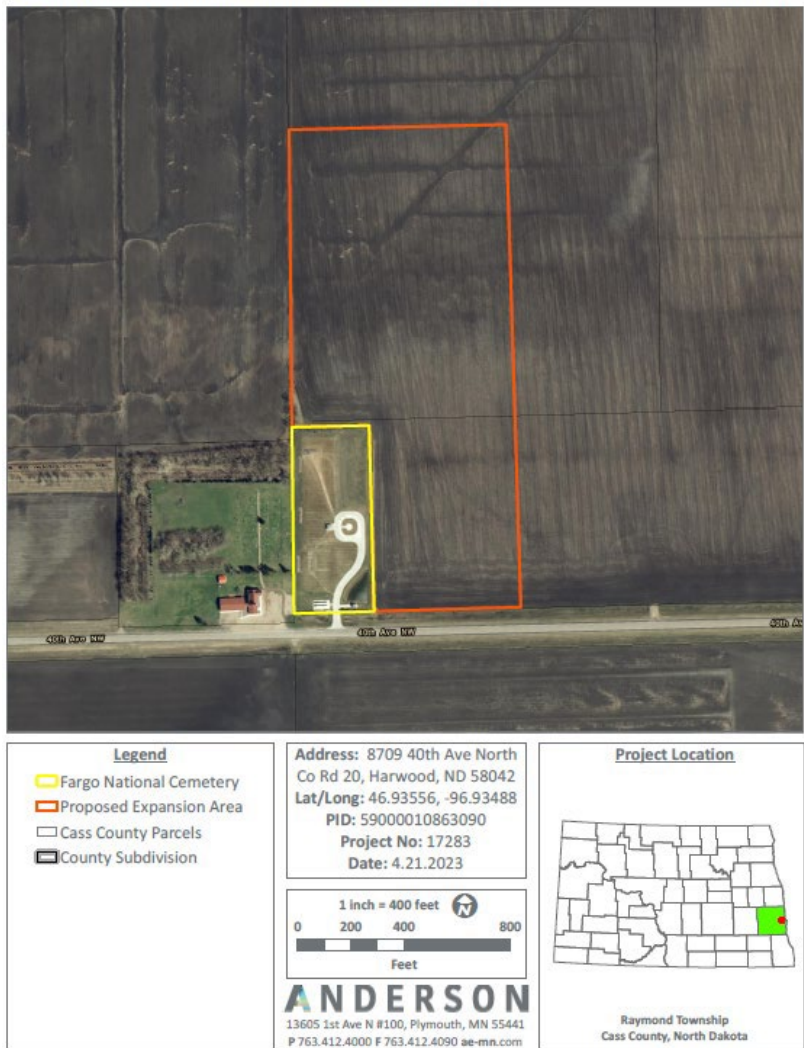 40th Ave NW
40th Ave NW
40th Av
Legend
Fargo National Cemetery
Proposed Expansion Area
Cass County Parcels
County Subdivision
Address: 8709 40th Ave North
Co Rd 20, Harwood, ND 58042
Lat/Long: 46.93556, -96.93488
PID: 59000010863090
Project No: 17283
Date: 4.21.2023
1 inch = 400 feet N
0 200 400 800
Feet
ANDERSON
13605 1st Ave N #100, Plymouth, MN 55441
P 763.412.4000 F 763.412.4090 ae-mn.com
Project Location
Raymond Township
Cass County, North Dakota